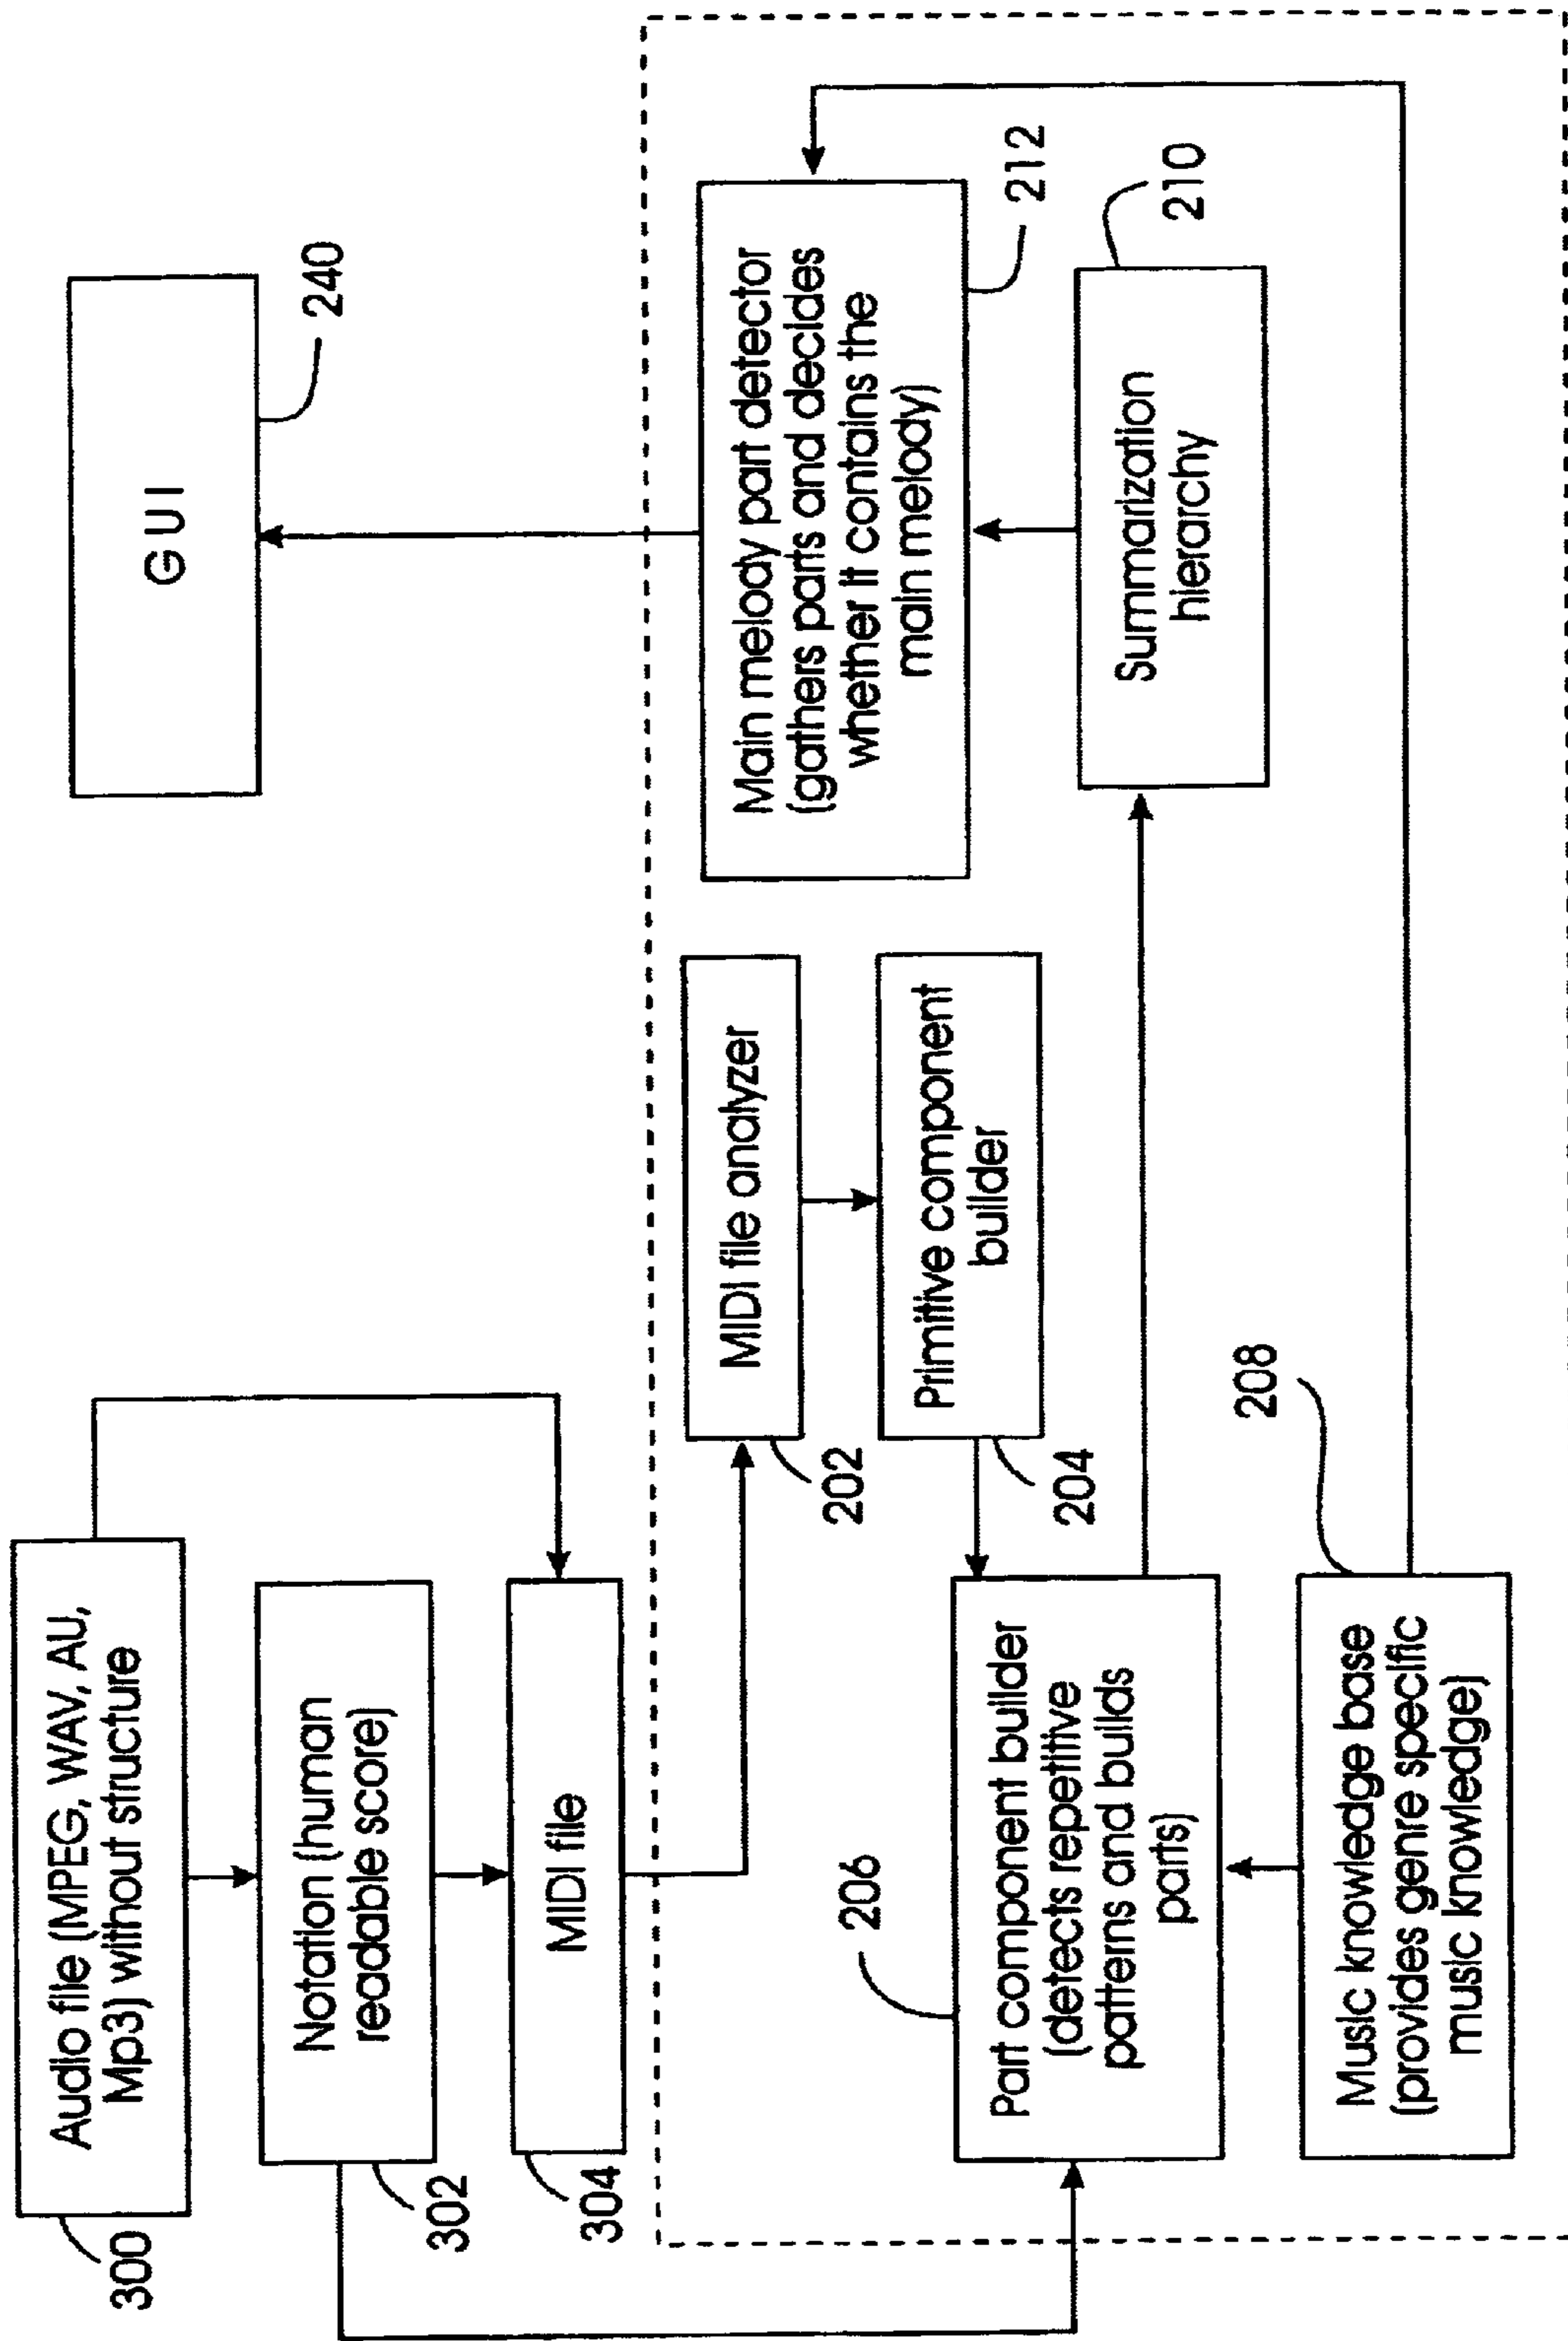 Audio file (MPEG, WAV, AU,
Mp3) without structure
300
Notation (human
readable score)
302
MIDI file
304
GUI
240
MIDI file analyzer
202
Primitive component
builder
204
Main melody part detector
(gathers parts and decides
whether it contains the
main melody)
212
Part component builder
(detects repetitive
patterns and builds
parts)
206
Summarization
hierarchy
210
Music knowledge base
(provides genre specific
music knowledge)
208